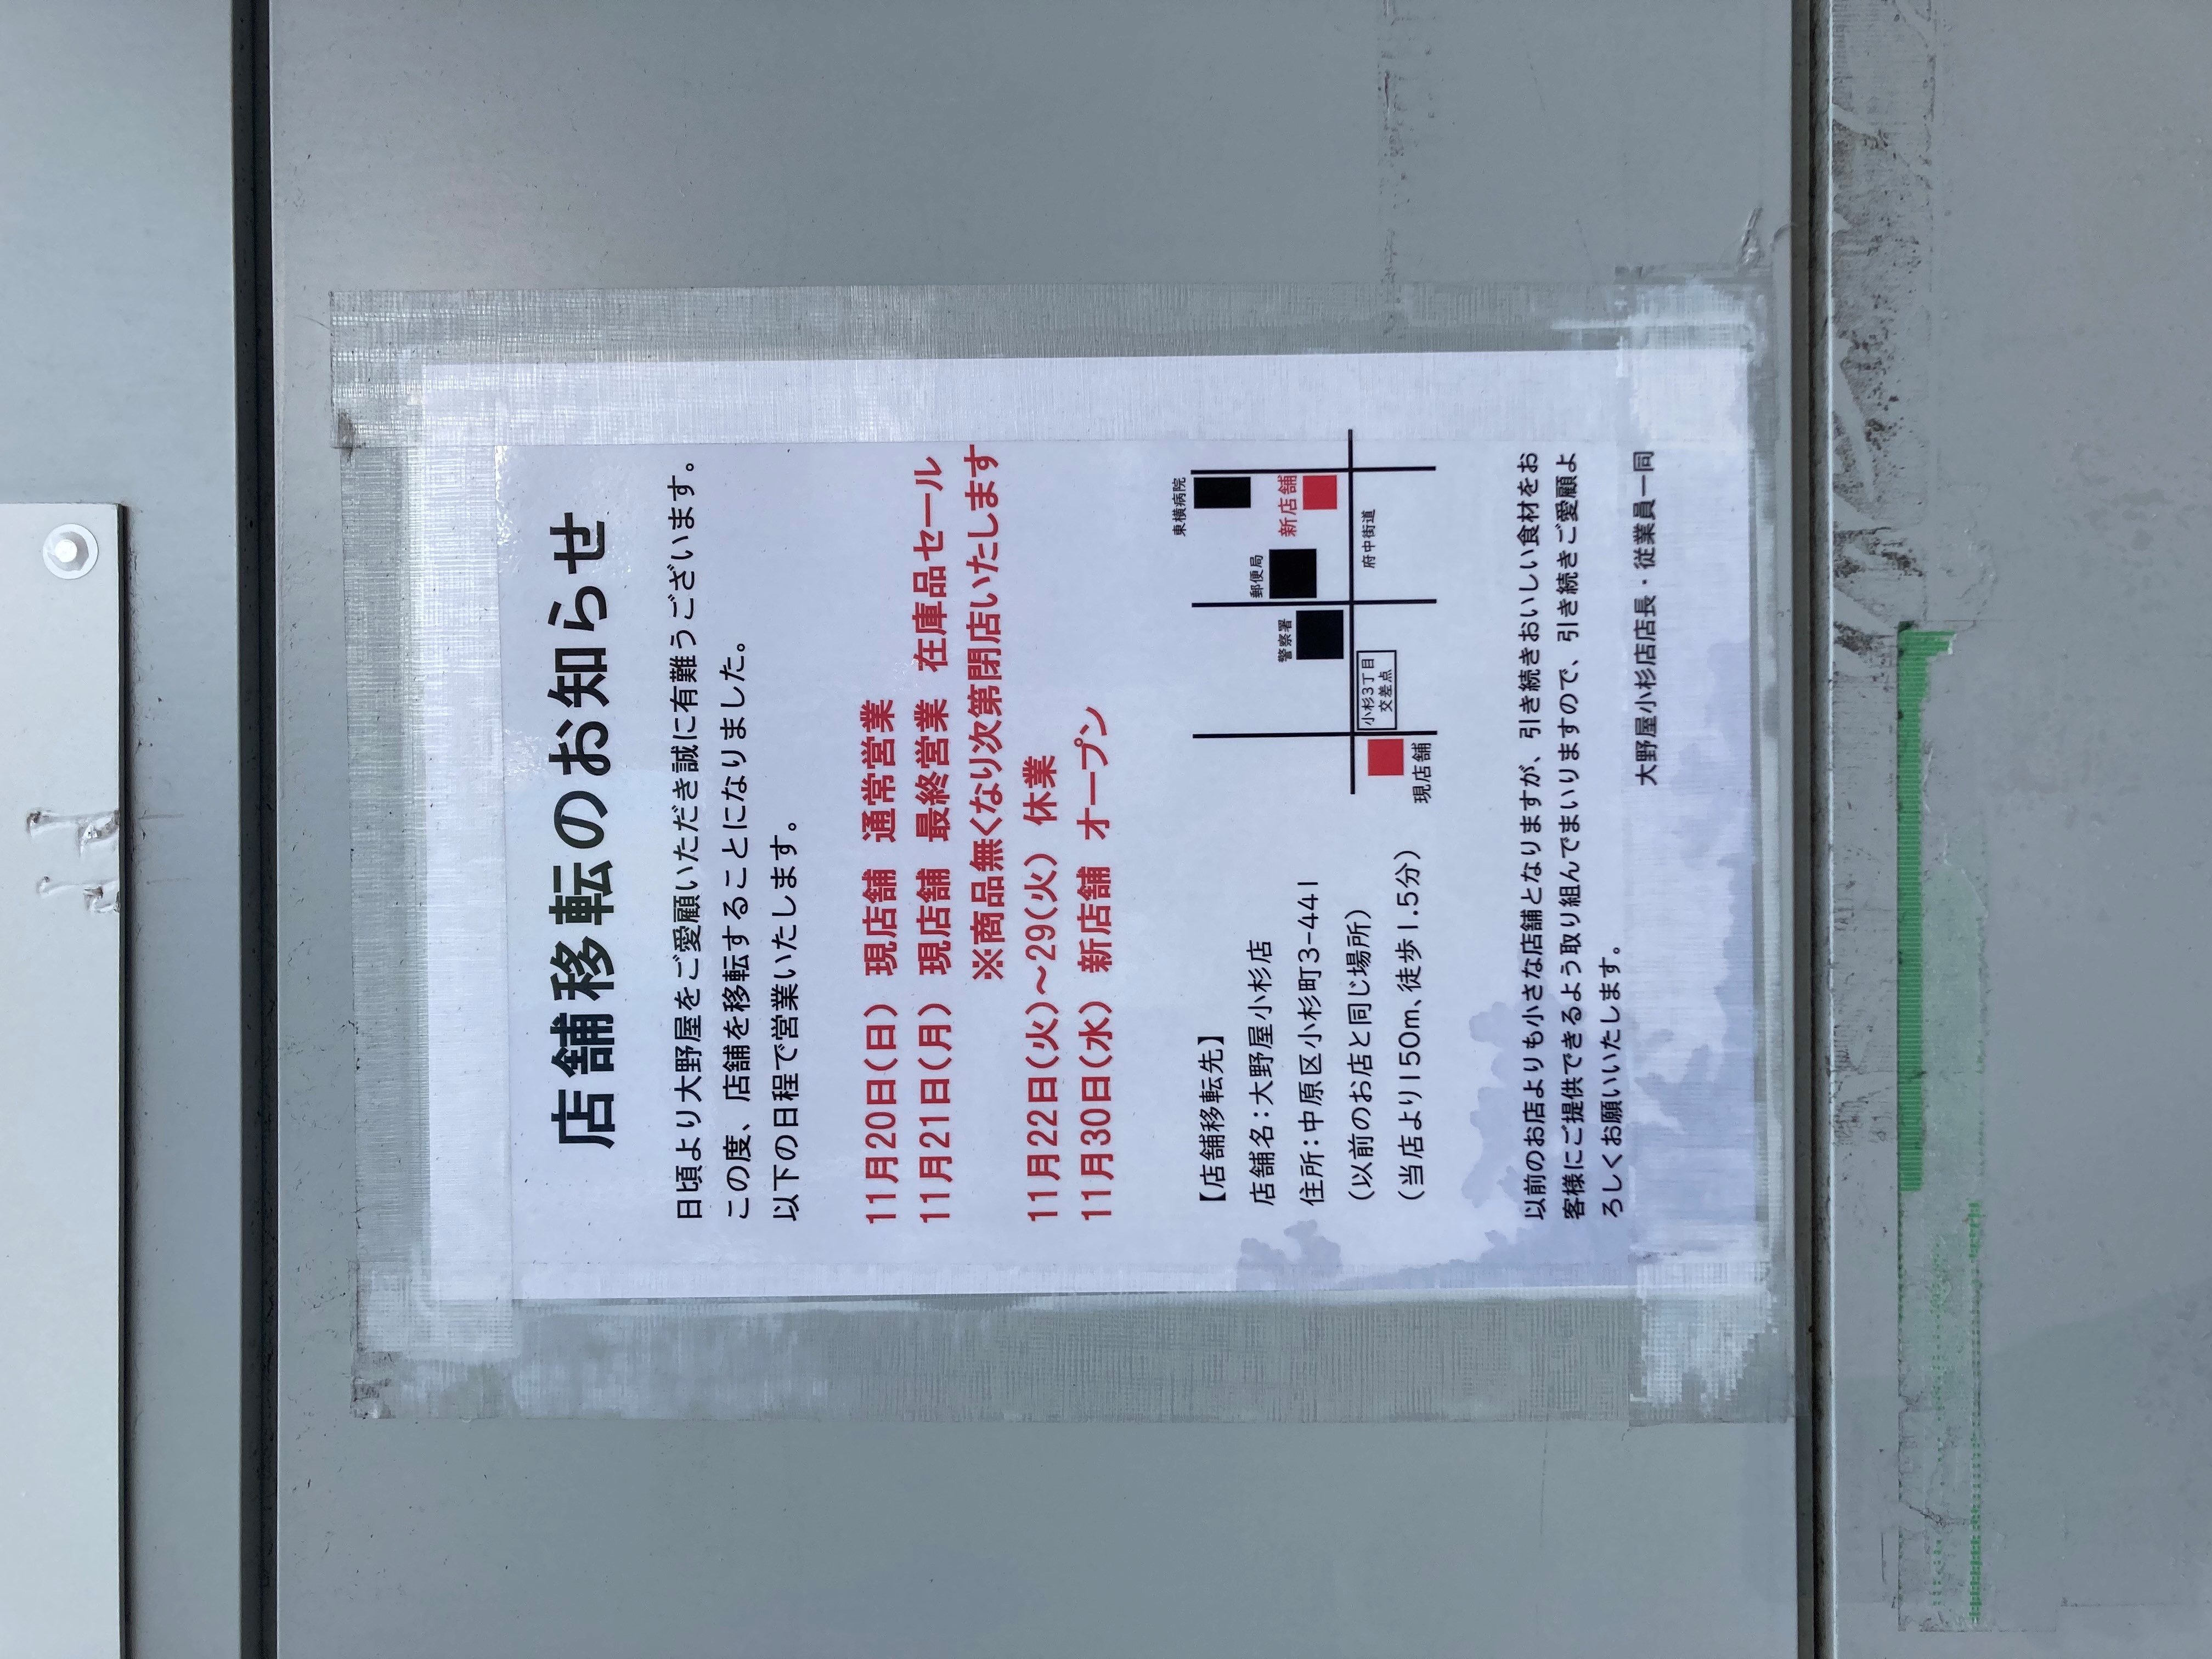 店舗移転のお知らせ
日頃より大野屋をご愛顧いただき誠に有難うございます。
この度、店舗を移転することになりました。
以下の日程で営業いたします。
11月20日(日) 現店舗 通常営業
11月21日(月) 現店舗 最終営業 在庫品セール
※商品無くなり次第閉店いたします
11月22日(火)~29(火) 休業
11月30日(水) 新店舗 オープン
【店舗移転先】
店舗名:大野屋小杉店
住所:中原区小杉町3-441
(以前のお店と同じ場所)
(当店より150m、徒歩1.5分)
東横病院
郵便局
新店舗
警察署
府中街道
小杉3丁目
交差点
現店舗
以前のお店よりも小さな店舗となりますが、引き続きおいしい食材をお
客様にご提供できるよう取り組んでまいりますので、引き続きご愛顧よ
ろしくお願いいたします。
大野屋小杉店店長・従業員一同